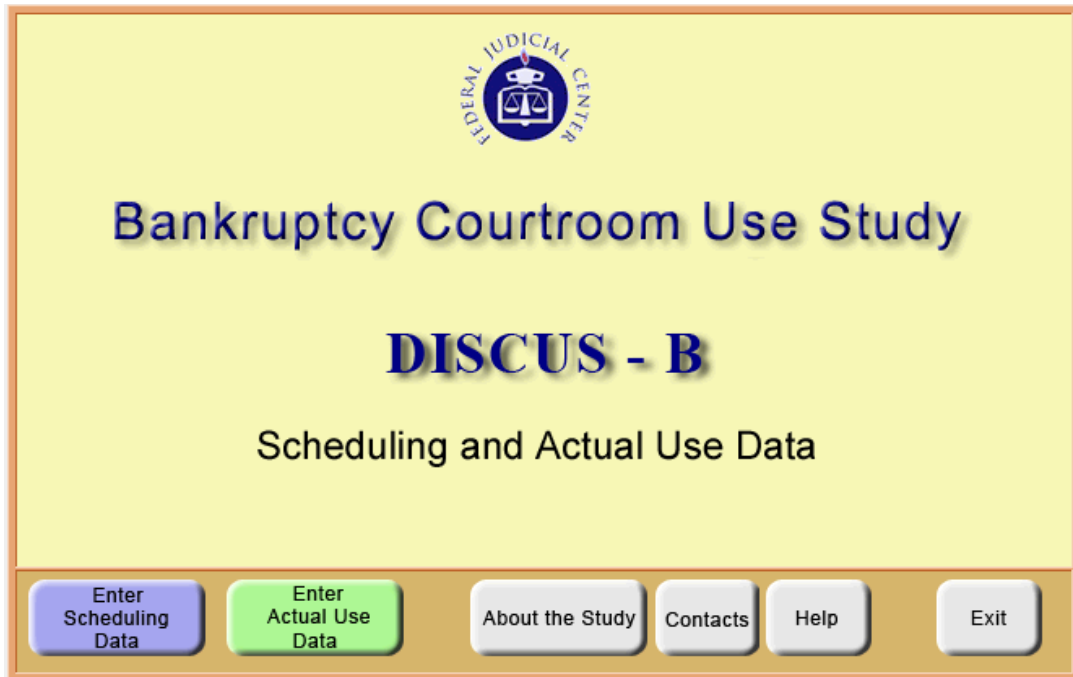 FEDERAL JUDICIAL CENTER
Bankruptcy Courtroom Use Study
DISCUS - B
Scheduling and Actual Use Data
Enter
Scheduling
Data
Enter
Actual Use
Data
About the Study
Contacts
Help
Exit